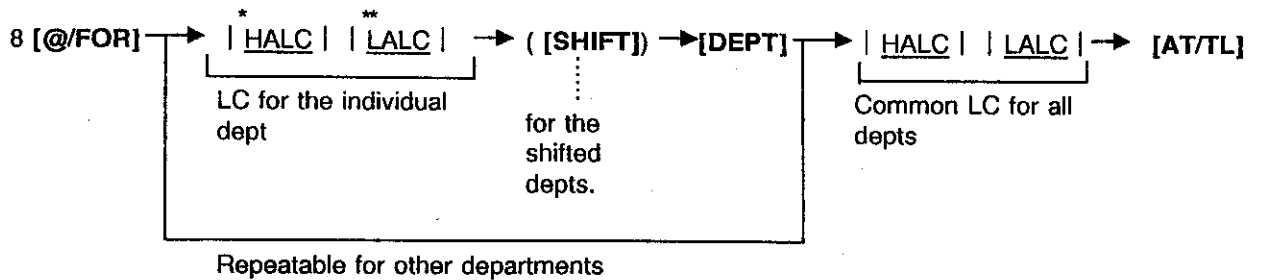 * **
8 [@/FOR] | HALC | | LALC | ( [SHIFT]) [DEPT] | HALC | | LALC | [AT/TL]
LC for the individual
dept
for the
shifted
depts.
Common LC for all
depts
Repeatable for other departments